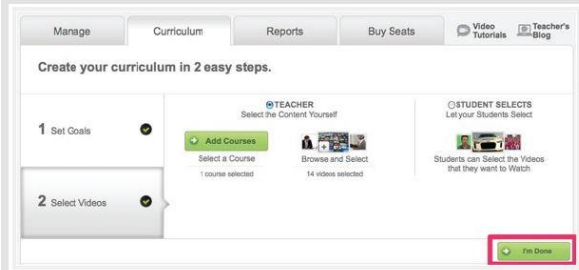 Manage
Curriculum
Reports
Buy Seats
Video
Tutorials
Teacher's
Blog
Create your curriculum in 2 easy steps.
1 Set Goals
2 Select Videos
TEACHER
Select the Content Yourself
Add Courses
Select a Course
1 course selected
Browse and Select
14 videos selected
STUDENT SELECTS
Let your Students Select
Students can Select the Videos
that they want to Watch
I'm Done